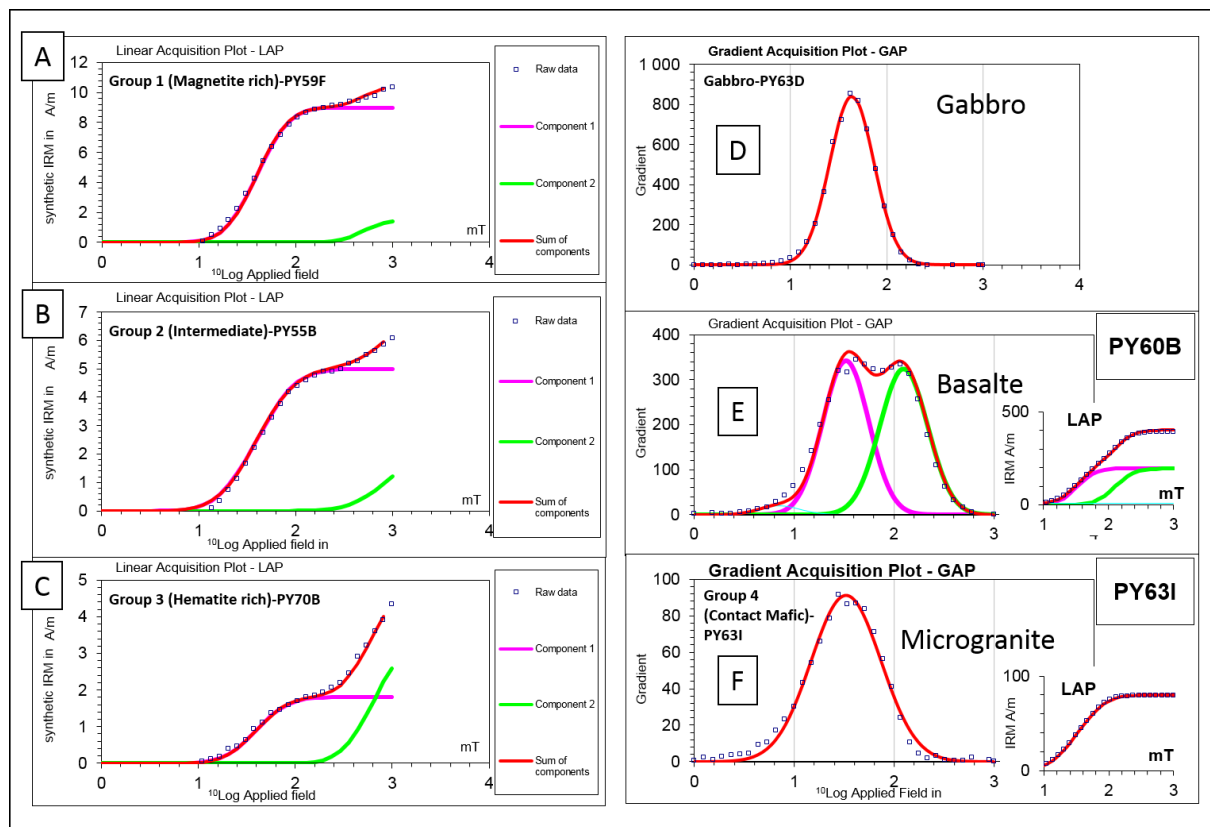 A
Linear Acquisition Plot - LAP
Group 1 (Magnetite rich)-PY59F
synthetic IRM in A/m
12
10
8
6
4
2
0
0 1 2 3 4
mT
10Log Applied field
Raw data
Component 1
Component 2
Sum of
components
B
Linear Acquisition Plot - LAP
Group 2 (Intermediate)-PY55B
synthetic IRM in A/m
7
6
5
4
3
2
1
0
0 1 2 3 4
mT
10Log Applied field in
Raw data
Component 1
Component 2
Sum of
components
C
Linear Acquisition Plot - LAP
Group 3 (Hematite rich)-PY70B
synthetic IRM in A/m
5
4
3
2
1
0
0 1 2 3 4
mT
10Log Applied field
Raw data
Component 1
Component 2
Sum of
components
Gradient Acquisition Plot - GAP
Gabbro-PY63D
Gabbro
D
Gradient
1 000
800
600
400
200
0
0 1 2 3 4
Gradient Acquisition Plot - GAP
PY60B
Basalte
E
Gradient
400
300
200
100
0
0 1 2 3
LAP
IRM A/m
500
0
mT
1 2 3
Gradient Acquisition Plot - GAP
PY63I
Group 4
(Contact Mafic)-
PY63I
Microgranite
F
Gradient
100
80
60
40
20
0
0 1 2 3
10Log Applied Field in
LAP
IRM A/m
100
0
mT
1 2 3